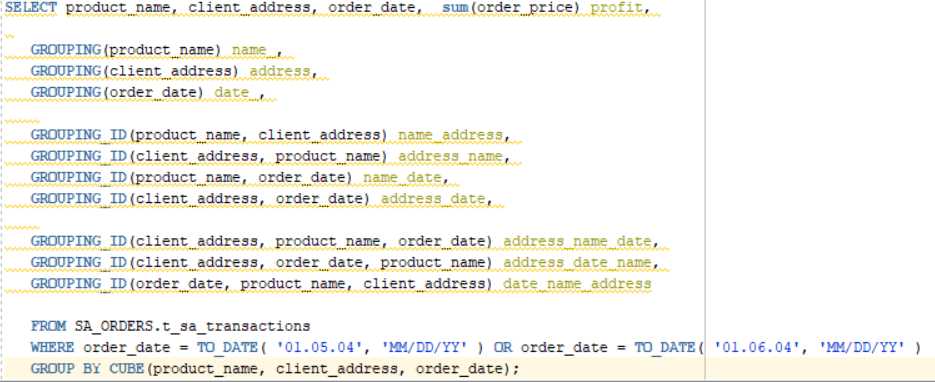 SELECT product_name, client_address, order_date,  sum(order_price) profit,
GROUPING(product_name) name_,
GROUPING(client_address) address,
GROUPING(order_date) date_,
GROUPING_ID(product_name, client_address) name_address,
GROUPING_ID(client_address, product_name) address_name,
GROUPING_ID(product_name, order_date) name_date,
GROUPING_ID(client_address, order_date) address_date,
GROUPING_ID(client_address, product_name, order_date) address_name_date,
GROUPING_ID(client_address, order_date, product_name) address_date_name,
GROUPING_ID(order_date, product_name, client_address) date_name_address
FROM SA_ORDERS.t_sa_transactions
WHERE order_date = TO_DATE( '01.05.04', 'MM/DD/YY' ) OR order_date = TO_DATE( '01.06.04', 'MM/DD/YY' )
GROUP BY CUBE(product_name, client_address, order_date);